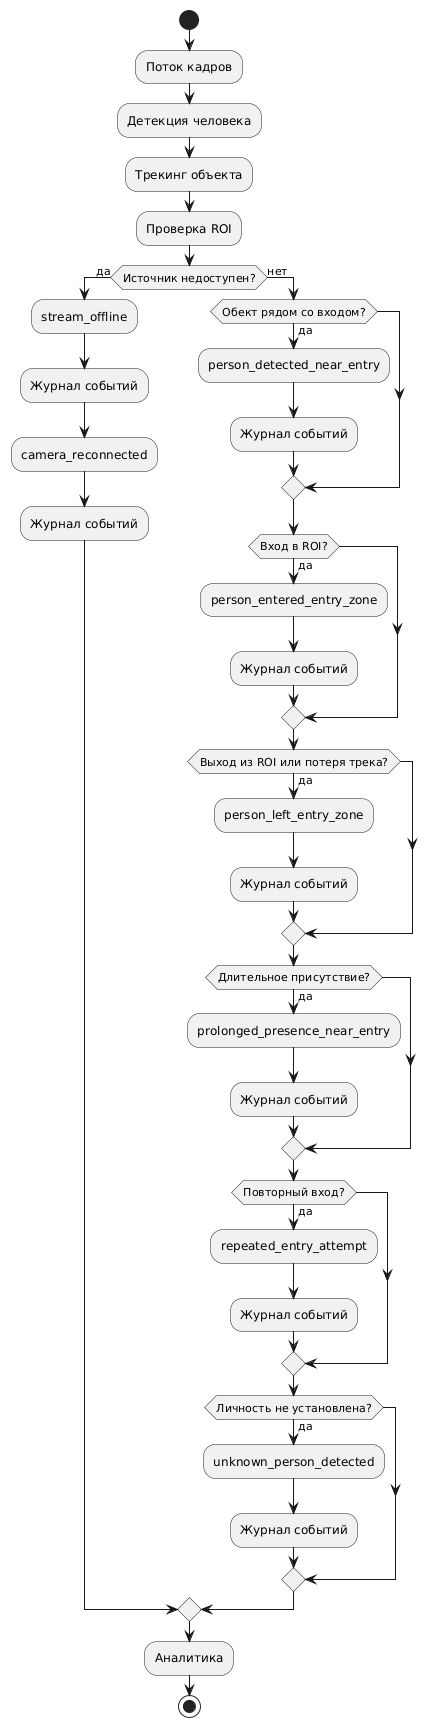 Поток кадров
Детекция человека
Трекинг объекта
Проверка ROI
Источник недоступен?
да
нет
stream_offline
Журнал событий
camera_reconnected
Журнал событий
Обект рядом со входом?
да
person_detected_near_entry
Журнал событий
Вход в ROI?
да
person_entered_entry_zone
Журнал событий
Выход из ROI или потеря трека?
да
person_left_entry_zone
Журнал событий
Длительное присутствие?
да
prolonged_presence_near_entry
Журнал событий
Повторный вход?
да
repeated_entry_attempt
Журнал событий
Личность не установлена?
да
unknown_person_detected
Журнал событий
Аналитика